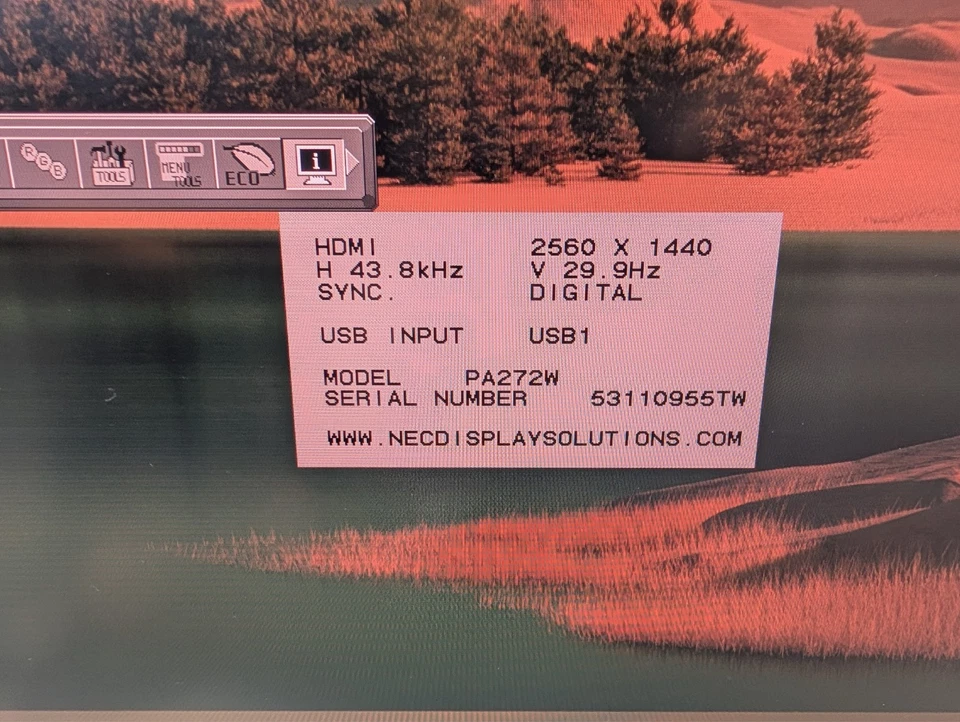 RGB
TOOLS
MENU
TOOLS
ECO
i
HDMI 2560 X 1440
H 43.8kHz V 29.9Hz
SYNC. DIGITAL
USB INPUT USB1
MODEL PA272W
SERIAL NUMBER 53110955TW
WWW.NECDISPLAYSOLUTIONS.COM